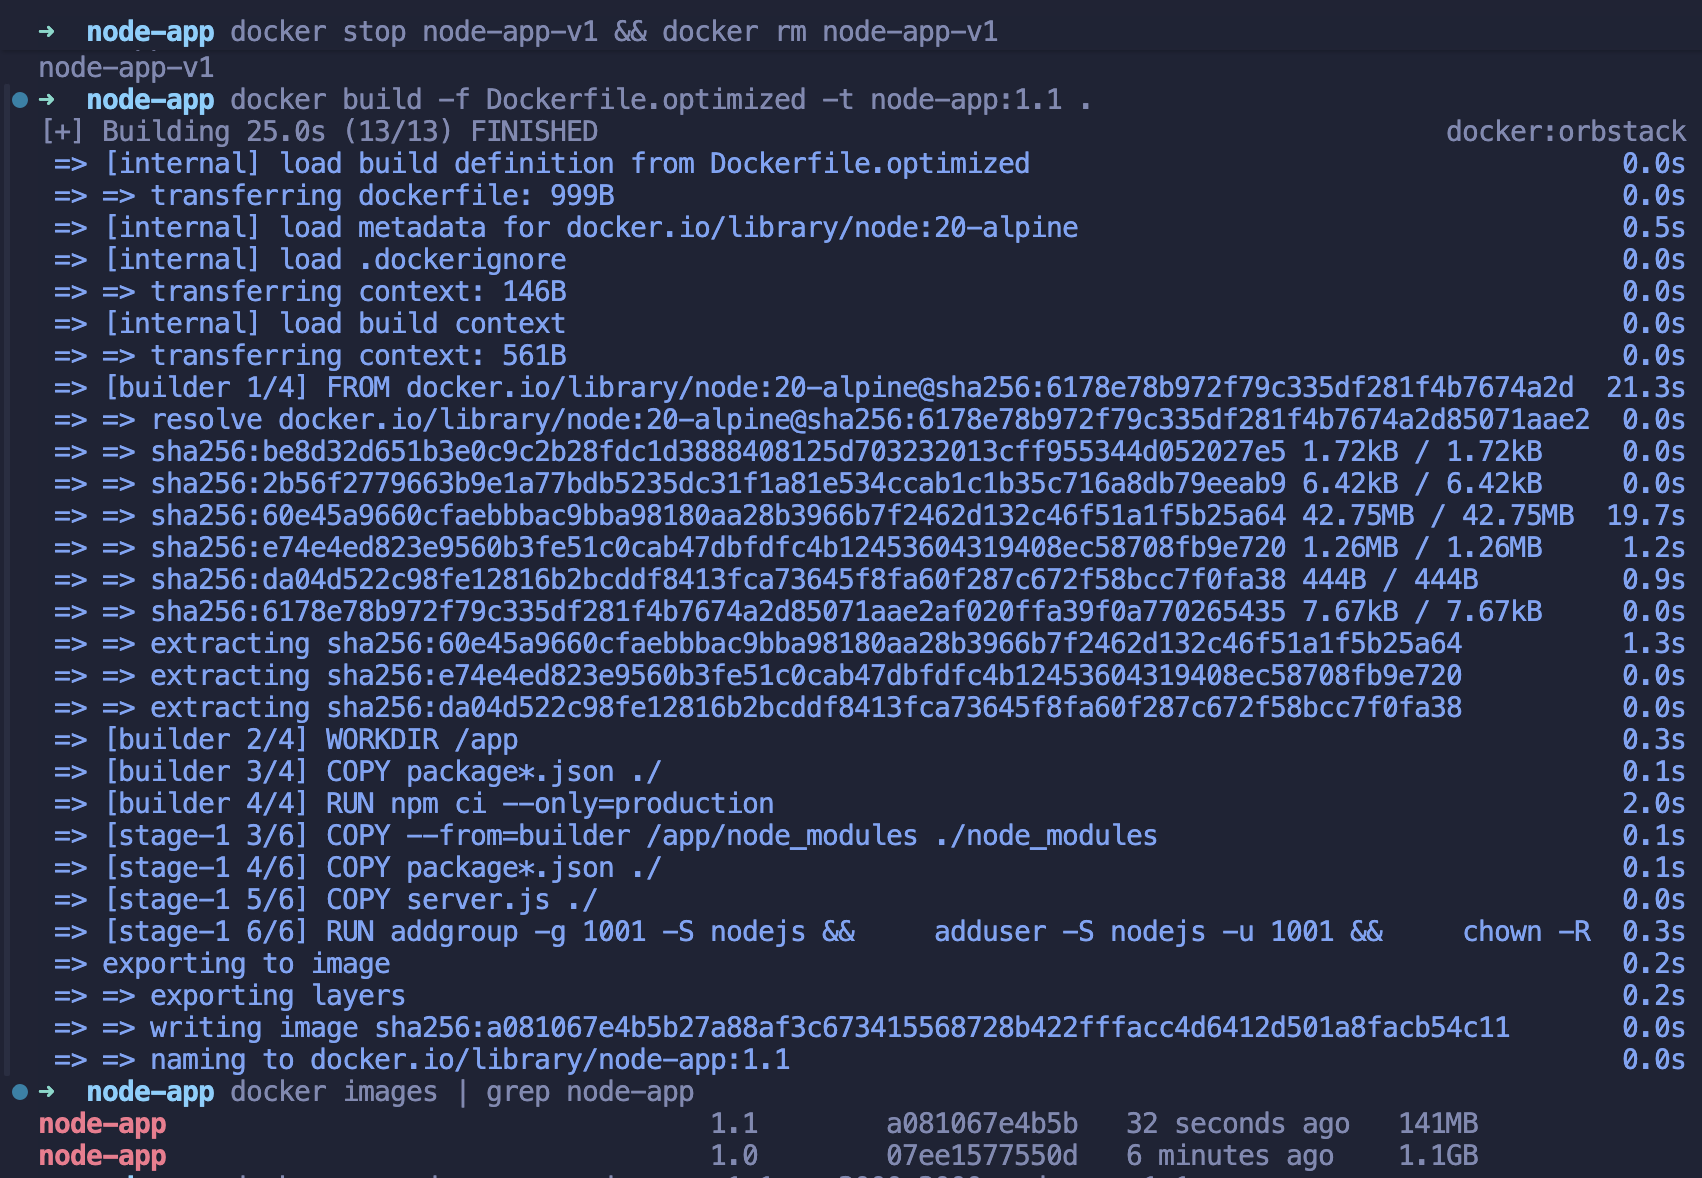 ➜  node-app docker stop node-app-v1 && docker rm node-app-v1
node-app-v1
➜  node-app docker build -f Dockerfile.optimized -t node-app:1.1 .
[+] Building 25.0s (13/13) FINISHED docker:orbstack
=> [internal] load build definition from Dockerfile.optimized 0.0s
=> => transferring dockerfile: 999B 0.0s
=> [internal] load metadata for docker.io/library/node:20-alpine 0.5s
=> [internal] load .dockerignore 0.0s
=> => transferring context: 146B 0.0s
=> [internal] load build context 0.0s
=> => transferring context: 561B 0.0s
=> [builder 1/4] FROM docker.io/library/node:20-alpine@sha256:6178e78b972f79c335df281f4b7674a2d 21.3s
=> => resolve docker.io/library/node:20-alpine@sha256:6178e78b972f79c335df281f4b7674a2d85071aae2 0.0s
=> => sha256:be8d32d651b3e0c9c2b28fdc1d3888408125d703232013cff955344d052027e5 1.72kB / 1.72kB 0.0s
=> => sha256:2b56f2779663b9e1a77bdb5235dc31f1a81e534ccab1c1b35c716a8db79eeab9 6.42kB / 6.42kB 0.0s
=> => sha256:60e45a9660cfaebbbac9bba98180aa28b3966b7f2462d132c46f51a1f5b25a64 42.75MB / 42.75MB 19.7s
=> => sha256:e74e4ed823e9560b3fe51c0cab47dbfdfc4b12453604319408ec58708fb9e720 1.26MB / 1.26MB 1.2s
=> => sha256:da04d522c98fe12816b2bcddf8413fca73645f8fa60f287c672f58bcc7f0fa38 444B / 444B 0.9s
=> => sha256:6178e78b972f79c335df281f4b7674a2d85071aae2af020ffa39f0a770265435 7.67kB / 7.67kB 0.0s
=> => extracting sha256:60e45a9660cfaebbbac9bba98180aa28b3966b7f2462d132c46f51a1f5b25a64 1.3s
=> => extracting sha256:e74e4ed823e9560b3fe51c0cab47dbfdfc4b12453604319408ec58708fb9e720 0.0s
=> => extracting sha256:da04d522c98fe12816b2bcddf8413fca73645f8fa60f287c672f58bcc7f0fa38 0.0s
=> [builder 2/4] WORKDIR /app 0.3s
=> [builder 3/4] COPY package*.json ./ 0.1s
=> [builder 4/4] RUN npm ci --only=production 2.0s
=> [stage-1 3/6] COPY --from=builder /app/node_modules ./node_modules 0.1s
=> [stage-1 4/6] COPY package*.json ./ 0.1s
=> [stage-1 5/6] COPY server.js ./ 0.0s
=> [stage-1 6/6] RUN addgroup -g 1001 -S nodejs &&     adduser -S nodejs -u 1001 &&     chown -R 0.3s
=> exporting to image 0.2s
=> => exporting layers 0.2s
=> => writing image sha256:a081067e4b5b27a88af3c673415568728b422fffacc4d6412d501a8facb54c11 0.0s
=> => naming to docker.io/library/node-app:1.1 0.0s
➜  node-app docker images | grep node-app
node-app 1.1 a081067e4b5b 32 seconds ago 141MB
node-app 1.0 07ee1577550d 6 minutes ago 1.1GB